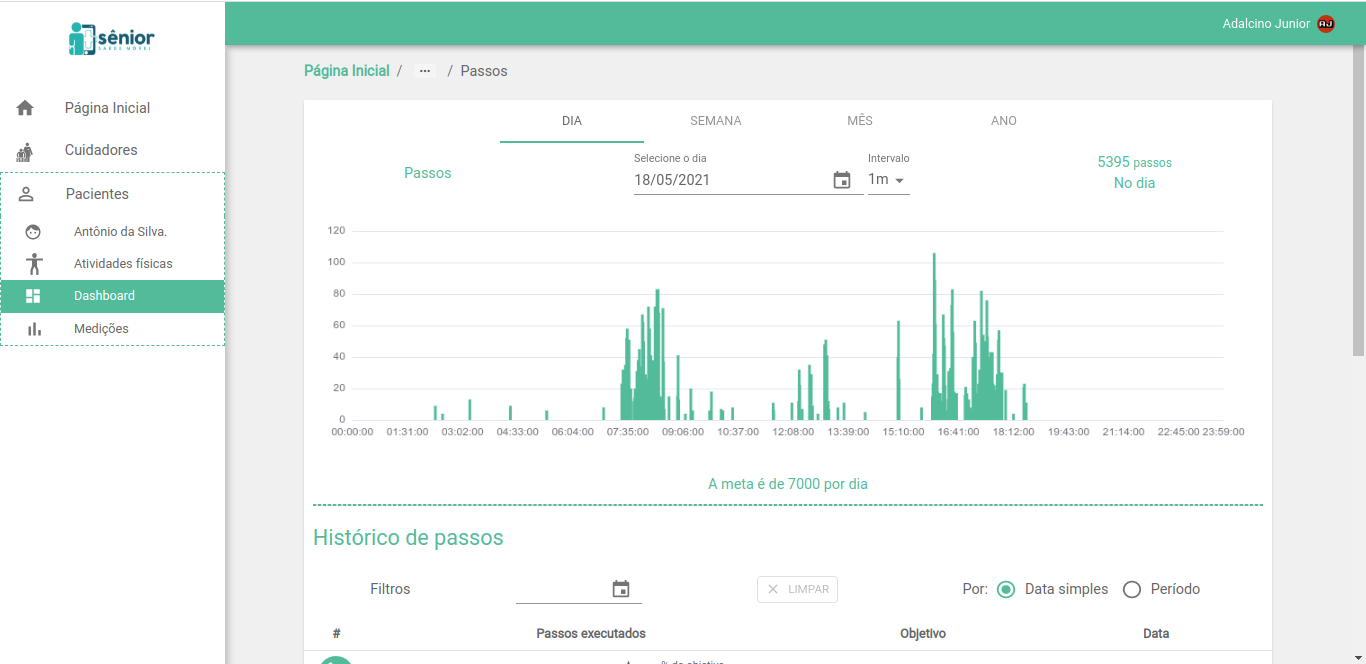 sênior
SAÚDE MÓVEL
Adalcino Junior
AJ
Página Inicial / ... / Passos
Página Inicial
Cuidadores
Pacientes
Antônio da Silva.
Atividades físicas
Dashboard
Medições
DIA SEMANA MÊS ANO
Passos
Selecione o dia
18/05/2021
Intervalo
1m
5395 passos
No dia
120
100
80
60
40
20
0
00:00:00 01:31:00 03:02:00 04:33:00 06:04:00 07:35:00 09:06:00 10:37:00 12:08:00 13:39:00 15:10:00 16:41:00 18:12:00 19:43:00 21:14:00 22:45:00 23:59:00
A meta é de 7000 por dia
Histórico de passos
Filtros LIMPAR Por: Data simples Período
# Passos executados Objetivo Data